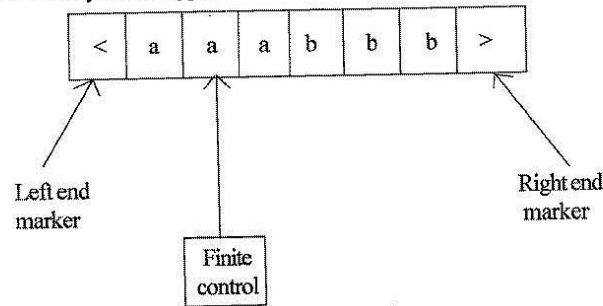 < a a a b b b >
Left end
marker
Right end
marker
Finite
control